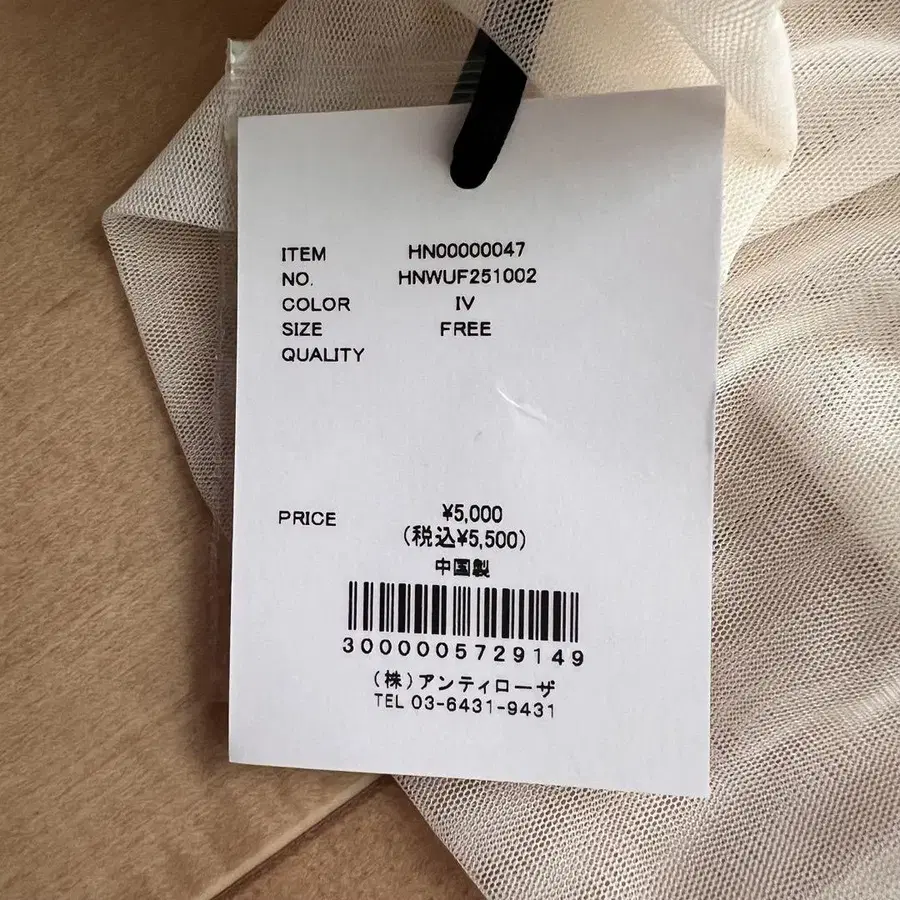 ITEM HN00000047
NO. HNWUF251002
COLOR IV
SIZE FREE
QUALITY
PRICE ¥5,000
(税込¥5,500)
中国製
3000005729149
(株)アンティローザ
TEL 03-6431-9431